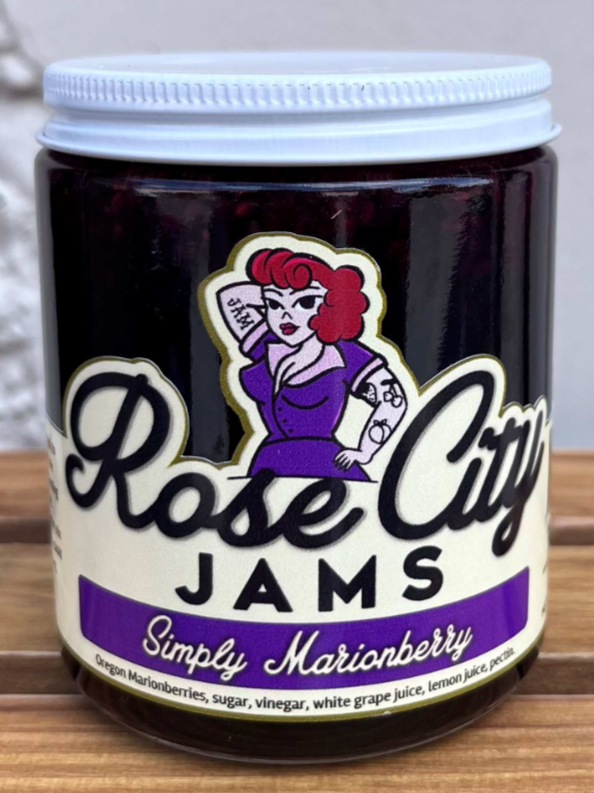 JAM
Rose City
JAMS
Simply Marionberry
Oregon Marionberries, sugar, vinegar, white grape juice, lemon juice, pectin.